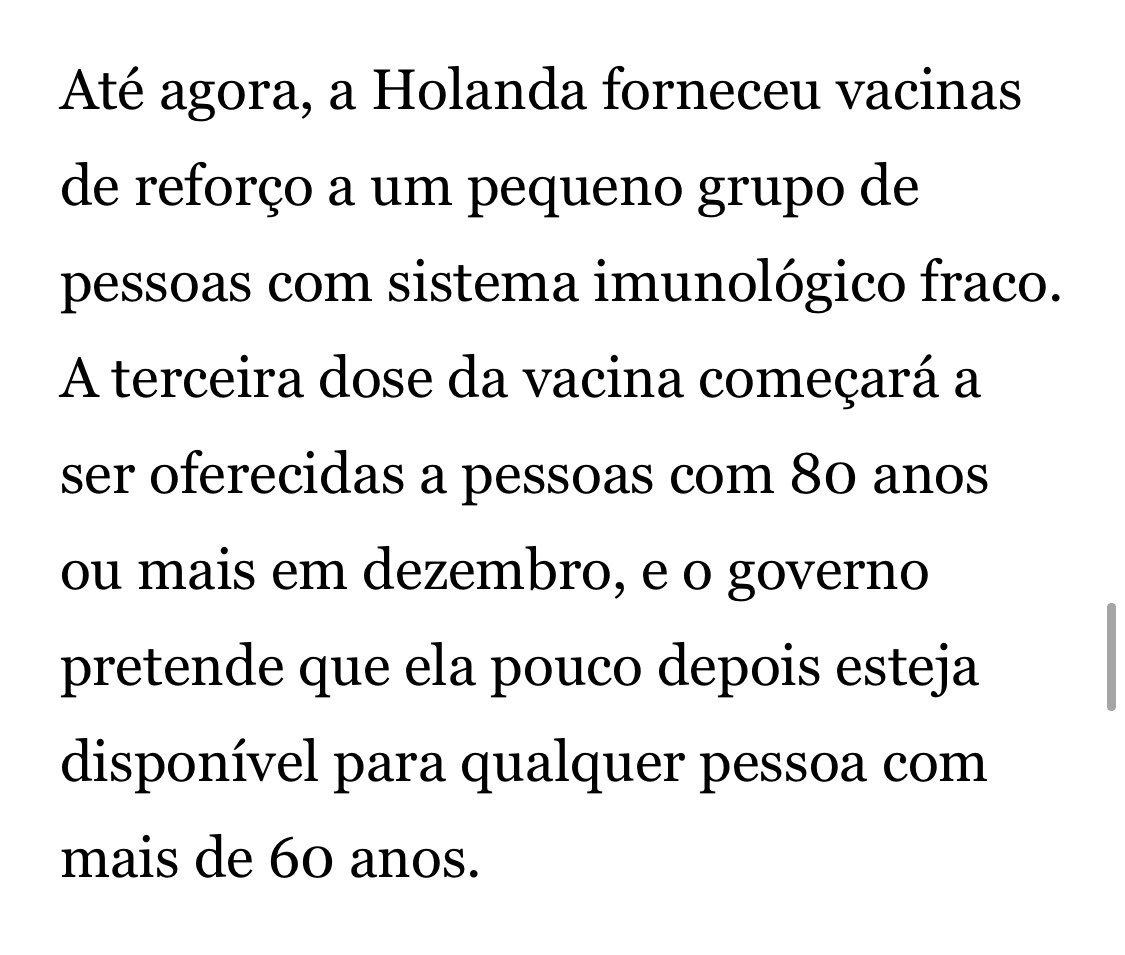 Até agora, a Holanda forneceu vacinas
de reforço a um pequeno grupo de
pessoas com sistema imunológico fraco.
A terceira dose da vacina começará a
ser oferecidas a pessoas com 80 anos
ou mais em dezembro, e o governo
pretende que ela pouco depois esteja
disponível para qualquer pessoa com
mais de 60 anos.